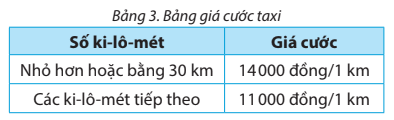 Bảng 3. Bảng giá cước taxi
Số ki-lô-mét Giá cước
Nhỏ hơn hoặc bằng 30 km 14 000 đồng/1 km
Các ki-lô-mét tiếp theo 11 000 đồng/1 km